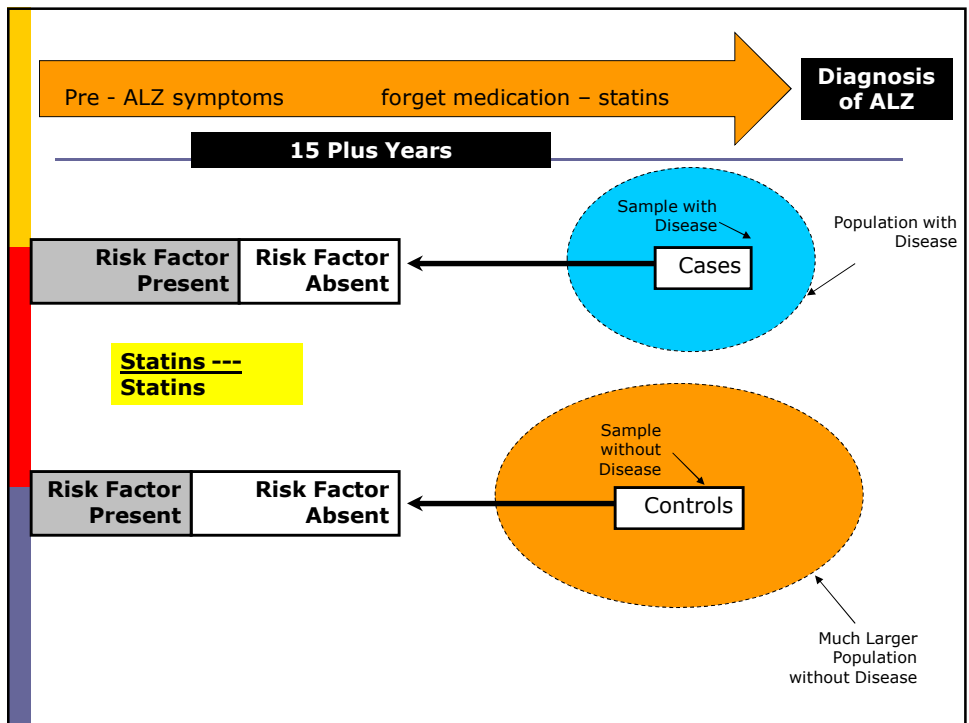 Pre - ALZ symptoms forget medication – statins
Diagnosis
of ALZ
15 Plus Years
Sample with
Disease
Population with
Disease
Risk Factor
Present
Risk Factor
Absent
Cases
Statins ---
Statins
Sample
without
Disease
Risk Factor
Present
Risk Factor
Absent
Controls
Much Larger
Population
without Disease